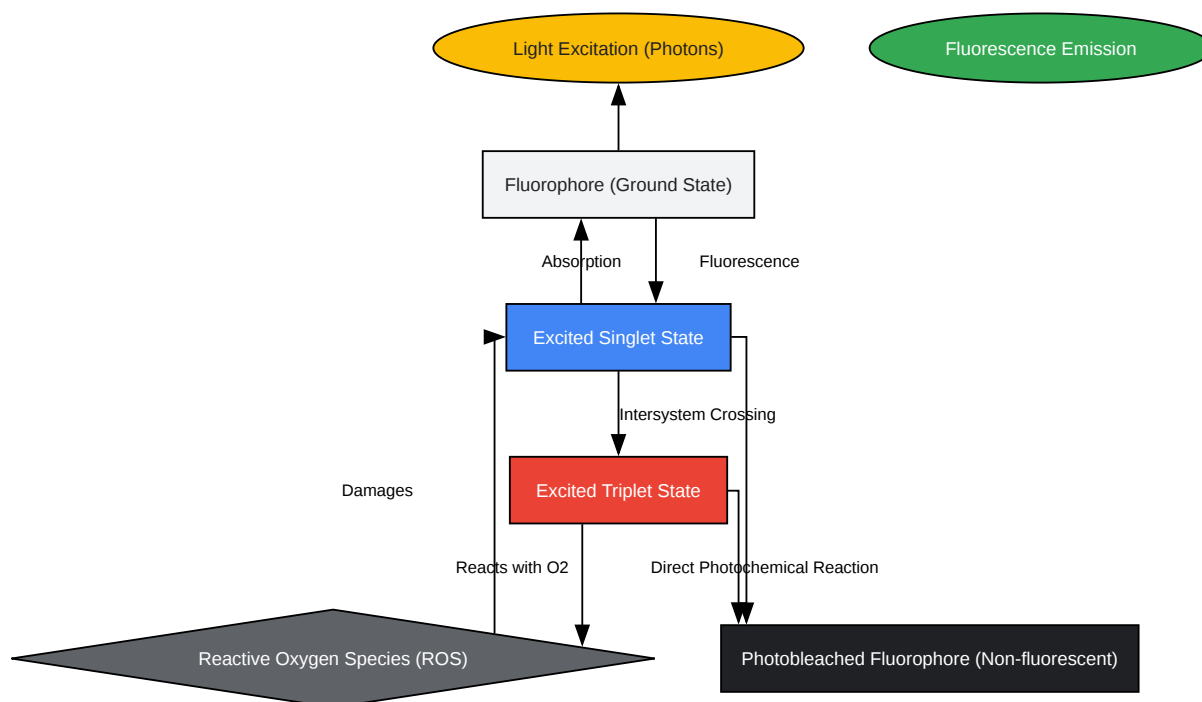 Light Excitation (Photons)
Fluorescence Emission
Fluorophore (Ground State)
Absorption
Fluorescence
Excited Singlet State
Intersystem Crossing
Excited Triplet State
Damages
Reacts with O2
Direct Photochemical Reaction
Reactive Oxygen Species (ROS)
Photobleached Fluorophore (Non-fluorescent)